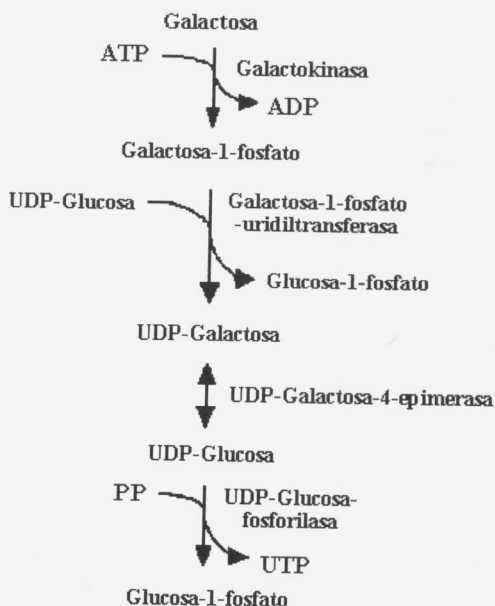 Galactosa
ATP
Galactokinasa
ADP
Galactosa-1-fosfato
UDP-Glucosa
Galactosa-1-fosfato
-uridiltransferasa
Glucosa-1-fosfato
UDP-Galactosa
UDP-Galactosa-4-epimerasa
UDP-Glucosa
PP
UDP-Glucosa-
fosforilasa
UTP
Glucosa-1-fosfato